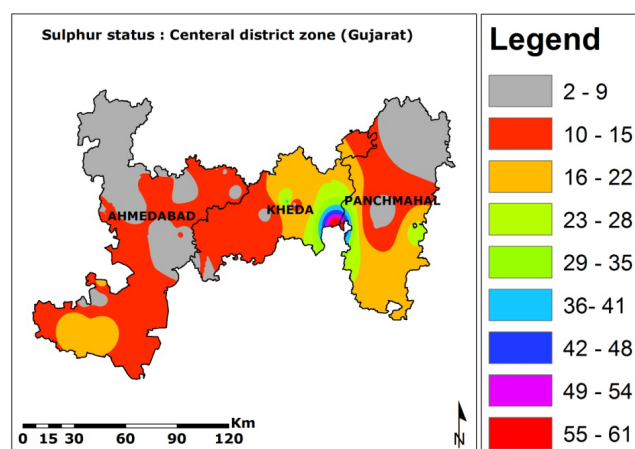 Sulphur status : Centeral district zone (Gujarat)
AHMEDABAD
KHEDA
PANCHMAHAL
Km
0 15 30 60 90 120
N
Legend
2 - 9
10 - 15
16 - 22
23 - 28
29 - 35
36- 41
42 - 48
49 - 54
55 - 61